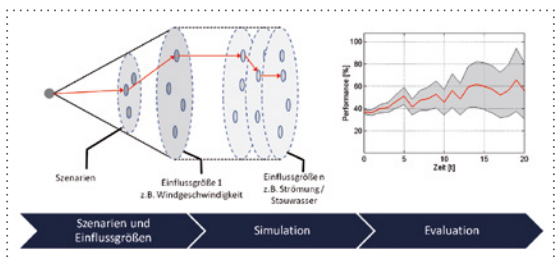 Szenarien
Einflussgröße 1
z.B. Windgeschwindigkeit
Einflussgrößen
z.B. Strömung/
Stauwasser
Performance [%]
100
80
60
40
20
0
5
10
15
20
Zeit [t]
Szenarien und
Einflussgrößen
Simulation
Evaluation